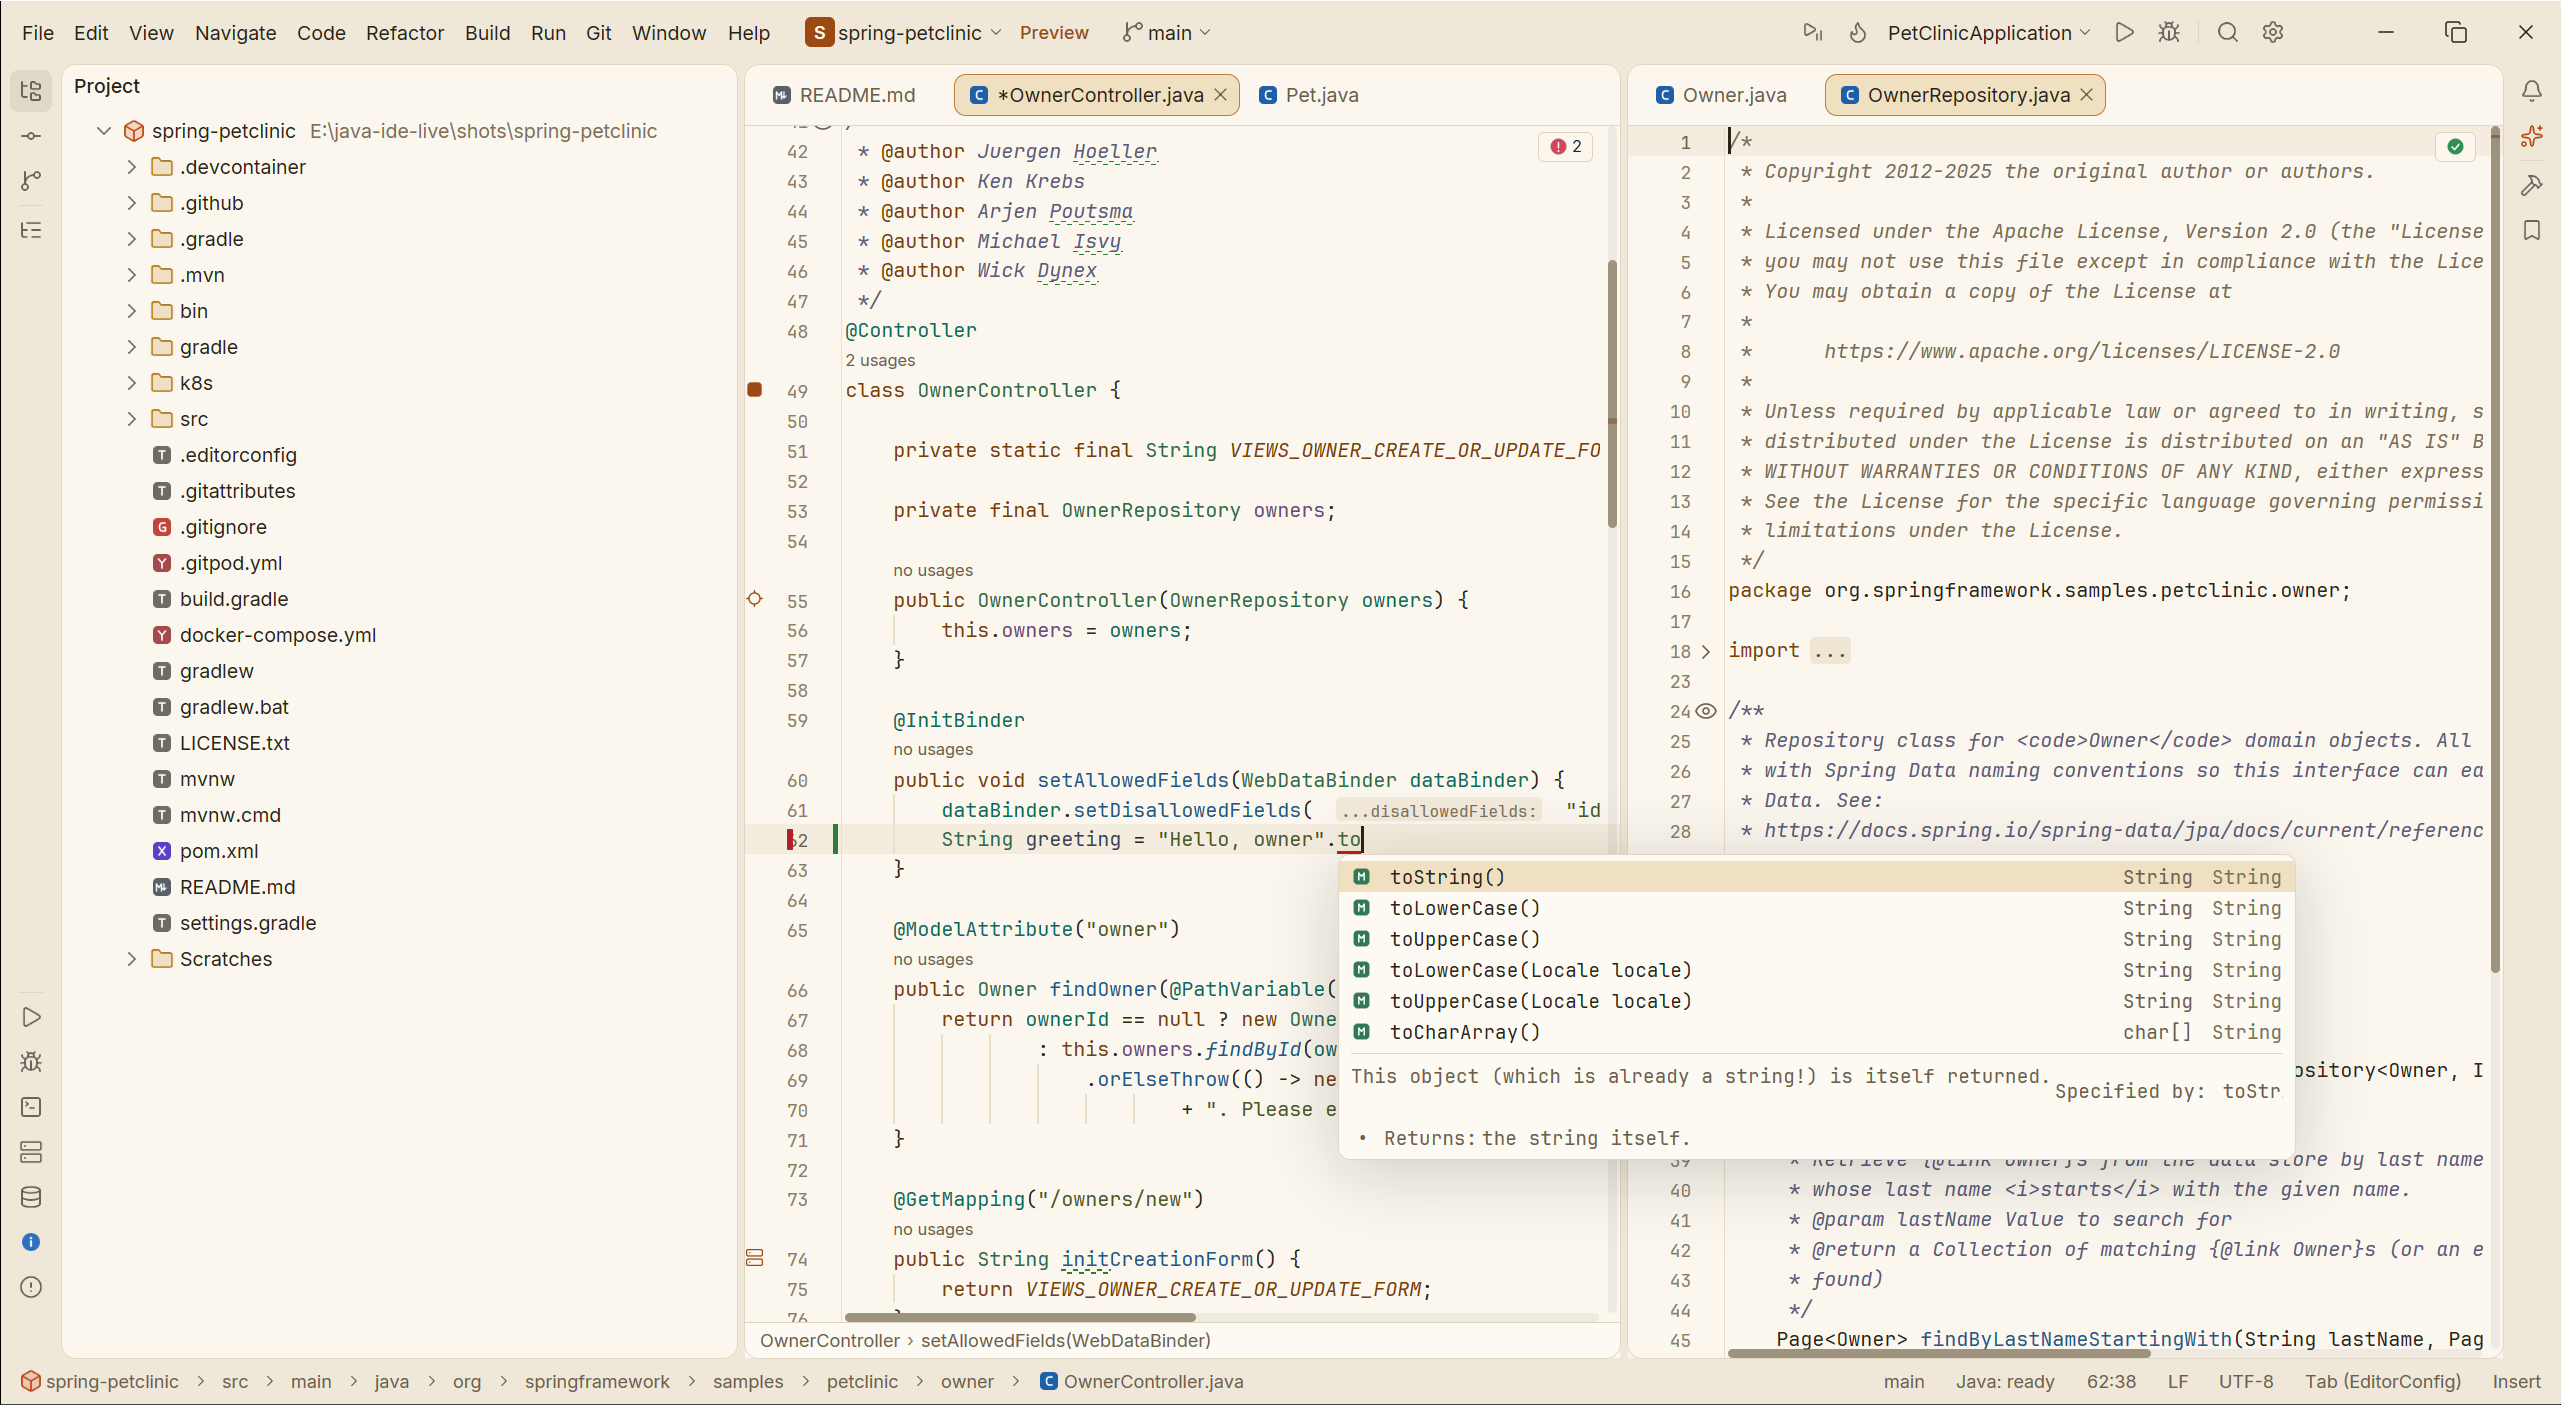 File Edit View Navigate Code Refactor Build Run Git Window Help S spring-petclinic Preview main PetClinicApplication
Project
spring-petclinic E:\java-ide-live\shots\spring-petclinic
.devcontainer
.github
.gradle
.mvn
bin
gradle
k8s
src
T .editorconfig
T .gitattributes
G .gitignore
Y .gitpod.yml
T build.gradle
Y docker-compose.yml
T gradlew
T gradlew.bat
T LICENSE.txt
T mvnw
T mvnw.cmd
X pom.xml
M↓ README.md
T settings.gradle
Scratches
M↓ README.md C *OwnerController.java C Pet.java
2
42 * @author Juergen Hoeller
43 * @author Ken Krebs
44 * @author Arjen Poutsma
45 * @author Michael Isvy
46 * @author Wick Dynex
47 */
48 @Controller
2 usages
49 class OwnerController {
50
51 private static final String VIEWS_OWNER_CREATE_OR_UPDATE_FO
52
53 private final OwnerRepository owners;
54
no usages
55 public OwnerController(OwnerRepository owners) {
56 this.owners = owners;
57 }
58
59 @InitBinder
no usages
60 public void setAllowedFields(WebDataBinder dataBinder) {
61 dataBinder.setDisallowedFields( ...disallowedFields: "id
62 String greeting = "Hello, owner".to
63 }
64
65 @ModelAttribute("owner")
no usages
66 public Owner findOwner(@PathVariable(
67 return ownerId == null ? new Owne
68 : this.owners.findById(ow
69 .orElseThrow(() -> ne
70 + ". Please e
71 }
72
73 @GetMapping("/owners/new")
no usages
74 public String initCreationForm() {
75 return VIEWS_OWNER_CREATE_OR_UPDATE_FORM;
76 }
OwnerController › setAllowedFields(WebDataBinder)
M toString() String String
M toLowerCase() String String
M toUpperCase() String String
M toLowerCase(Locale locale) String String
M toUpperCase(Locale locale) String String
M toCharArray() char[] String
This object (which is already a string!) is itself returned.
Specified by: toStr
• Returns: the string itself.
C Owner.java C OwnerRepository.java
1 /*
2 * Copyright 2012-2025 the original author or authors.
3 *
4 * Licensed under the Apache License, Version 2.0 (the "License
5 * you may not use this file except in compliance with the Lice
6 * You may obtain a copy of the License at
7 *
8 * https://www.apache.org/licenses/LICENSE-2.0
9 *
10 * Unless required by applicable law or agreed to in writing, s
11 * distributed under the License is distributed on an "AS IS" B
12 * WITHOUT WARRANTIES OR CONDITIONS OF ANY KIND, either express
13 * See the License for the specific language governing permissi
14 * limitations under the License.
15 */
16 package org.springframework.samples.petclinic.owner;
17
18 import ...
23
24 /**
25 * Repository class for <code>Owner</code> domain objects. All
26 * with Spring Data naming conventions so this interface can ea
27 * Data. See:
28 * https://docs.spring.io/spring-data/jpa/docs/current/referenc
ository<Owner, I
39 * Retrieve {@link Owner}s from the data store by last name
40 * whose last name <i>starts</i> with the given name.
41 * @param lastName Value to search for
42 * @return a Collection of matching {@link Owner}s (or an e
43 * found)
44 */
45 Page<Owner> findByLastNameStartingWith(String lastName, Pag
spring-petclinic > src > main > java > org > springframework > samples > petclinic > owner > C OwnerController.java
main Java: ready 62:38 LF UTF-8 Tab (EditorConfig) Insert